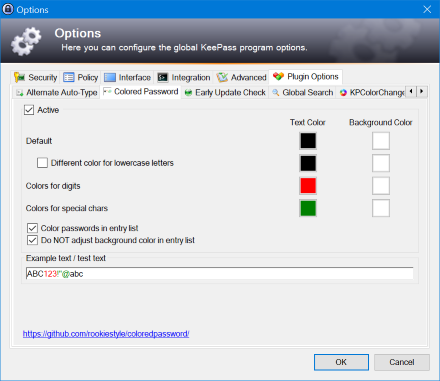 Options
Options
Here you can configure the global KeePass program options.
Security Policy Interface Integration Advanced Plugin Options
Alternate Auto-Type Colored Password Early Update Check Global Search KPColorChange
Active
Text Color Background Color
Default
Different color for lowercase letters
Colors for digits
Colors for special chars
Color passwords in entry list
Do NOT adjust background color in entry list
Example text / test text
ABC123!"@abc
https://github.com/rookiestyle/coloredpassword/
OK Cancel